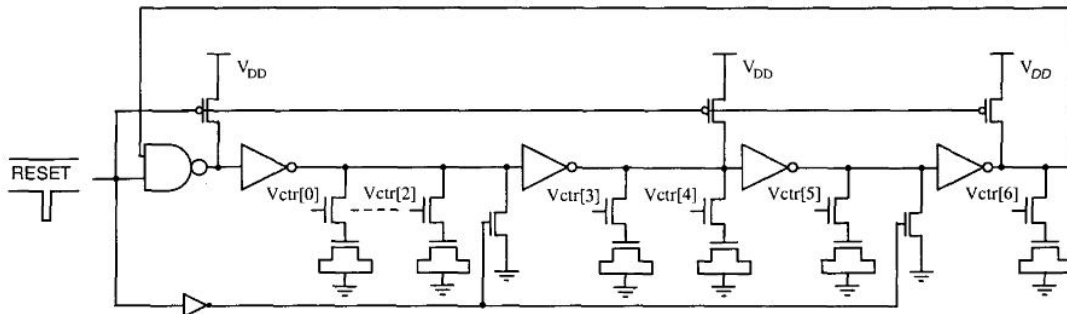 V_DD V_DD V_DD
RESET
Vctr[0] Vctr[2] Vctr[3] Vctr[4] Vctr[5] Vctr[6]